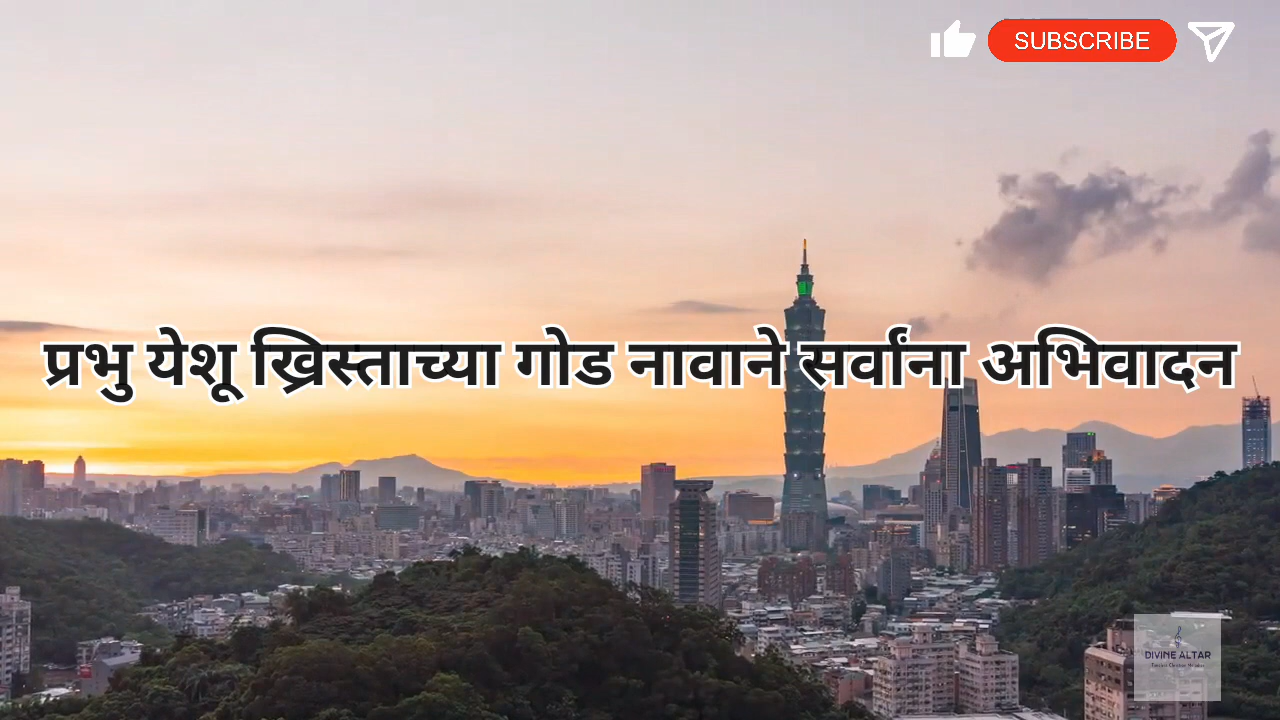 SUBSCRIBE
प्रभु येशू ख्रिस्ताच्या गोड नावाने सर्वांना अभिवादन
DIVINE ALTAR